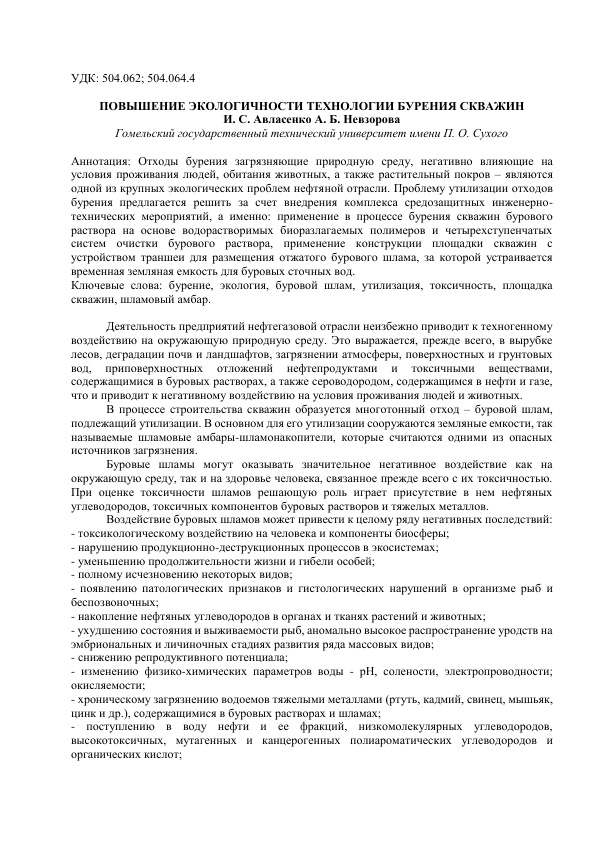 УДК: 504.062; 504.064.4
ПОВЫШЕНИЕ ЭКОЛОГИЧНОСТИ ТЕХНОЛОГИИ БУРЕНИЯ СКВАЖИН
И. С. Авласенко А. Б. Невзорова
Гомельский государственный технический университет имени П. О. Сухого
Аннотация: Отходы бурения загрязняющие природную среду, негативно влияющие на
условия проживания людей, обитания животных, а также растительный покров – являются
одной из крупных экологических проблем нефтяной отрасли. Проблему утилизации отходов
бурения предлагается решить за счет внедрения комплекса средозащитных инженерно-
технических мероприятий, а именно: применение в процессе бурения скважин бурового
раствора на основе водорастворимых биоразлагаемых полимеров и четырехступенчатых
систем очистки бурового раствора, применение конструкции площадки скважин с
устройством траншеи для размещения отжатого бурового шлама, за которой устраивается
временная земляная емкость для буровых сточных вод.
Ключевые слова: бурение, экология, буровой шлам, утилизация, токсичность, площадка
скважин, шламовый амбар.
Деятельность предприятий нефтегазовой отрасли неизбежно приводит к техногенному
воздействию на окружающую природную среду. Это выражается, прежде всего, в вырубке
лесов, деградации почв и ландшафтов, загрязнении атмосферы, поверхностных и грунтовых
вод, приповерхностных отложений нефтепродуктами и токсичными веществами,
содержащимися в буровых растворах, а также сероводородом, содержащимся в нефти и газе,
что и приводит к негативному воздействию на условия проживания людей и животных.
В процессе строительства скважин образуется многотонный отход – буровой шлам,
подлежащий утилизации. В основном для его утилизации сооружаются земляные емкости, так
называемые шламовые амбары-шламонакопители, которые считаются одними из опасных
источников загрязнения.
Буровые шламы могут оказывать значительное негативное воздействие как на
окружающую среду, так и на здоровье человека, связанное прежде всего с их токсичностью.
При оценке токсичности шламов решающую роль играет присутствие в нем нефтяных
углеводородов, токсичных компонентов буровых растворов и тяжелых металлов.
Воздействие буровых шламов может привести к целому ряду негативных последствий:
- токсикологическому воздействию на человека и компоненты биосферы;
- нарушению продукционно-деструкционных процессов в экосистемах;
- уменьшению продолжительности жизни и гибели особей;
- полному исчезновению некоторых видов;
- появлению патологических признаков и гистологических нарушений в организме рыб и
беспозвоночных;
- накопление нефтяных углеводородов в органах и тканях растений и животных;
- ухудшению состояния и выживаемости рыб, аномально высокое распространение уродств на
эмбриональных и личиночных стадиях развития ряда массовых видов;
- снижению репродуктивного потенциала;
- изменению физико-химических параметров воды - pH, солености, электропроводности;
окисляемости;
- хроническому загрязнению водоемов тяжелыми металлами (ртуть, кадмий, свинец, мышьяк,
цинк и др.), содержащимися в буровых растворах и шламах;
- поступлению в воду нефти и ее фракций, низкомолекулярных углеводородов,
высокотоксичных, мутагенных и канцерогенных полиароматических углеводородов и
органических кислот;